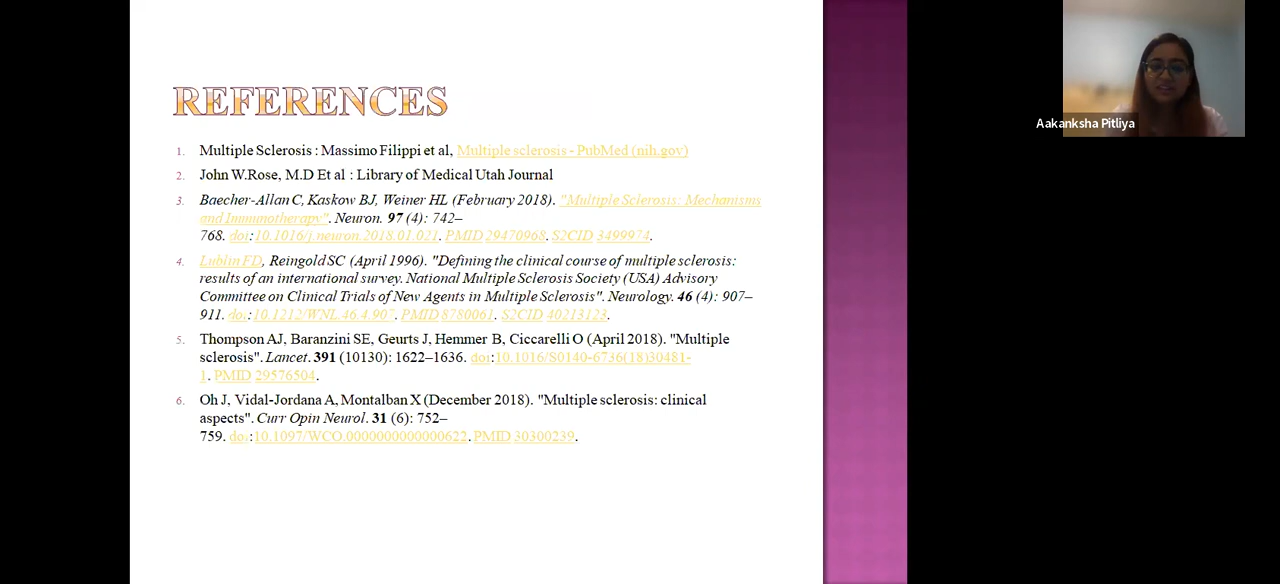 REFERENCES
1. Multiple Sclerosis : Massimo Filippi et al, Multiple sclerosis - PubMed (nih.gov)
2. John W.Rose, M.D Et al : Library of Medical Utah Journal
3. Baecher-Allan C, Kaskow BJ, Weiner HL (February 2018). "Multiple Sclerosis: Mechanisms
and Immunotherapy". Neuron. 97 (4): 742–
768. doi:10.1016/j.neuron.2018.01.021. PMID 29470968. S2CID 3499974.
4. Lublin FD, Reingold SC (April 1996). "Defining the clinical course of multiple sclerosis:
results of an international survey. National Multiple Sclerosis Society (USA) Advisory
Committee on Clinical Trials of New Agents in Multiple Sclerosis". Neurology. 46 (4): 907–
911. doi:10.1212/WNL.46.4.907. PMID 8780061. S2CID 40213123.
5. Thompson AJ, Baranzini SE, Geurts J, Hemmer B, Ciccarelli O (April 2018). "Multiple
sclerosis". Lancet. 391 (10130): 1622–1636. doi:10.1016/S0140-6736(18)30481-
1. PMID 29576504.
6. Oh J, Vidal-Jordana A, Montalban X (December 2018). "Multiple sclerosis: clinical
aspects". Curr Opin Neurol. 31 (6): 752–
759. doi:10.1097/WCO.0000000000000622. PMID 30300239.
Aakanksha Pitliya